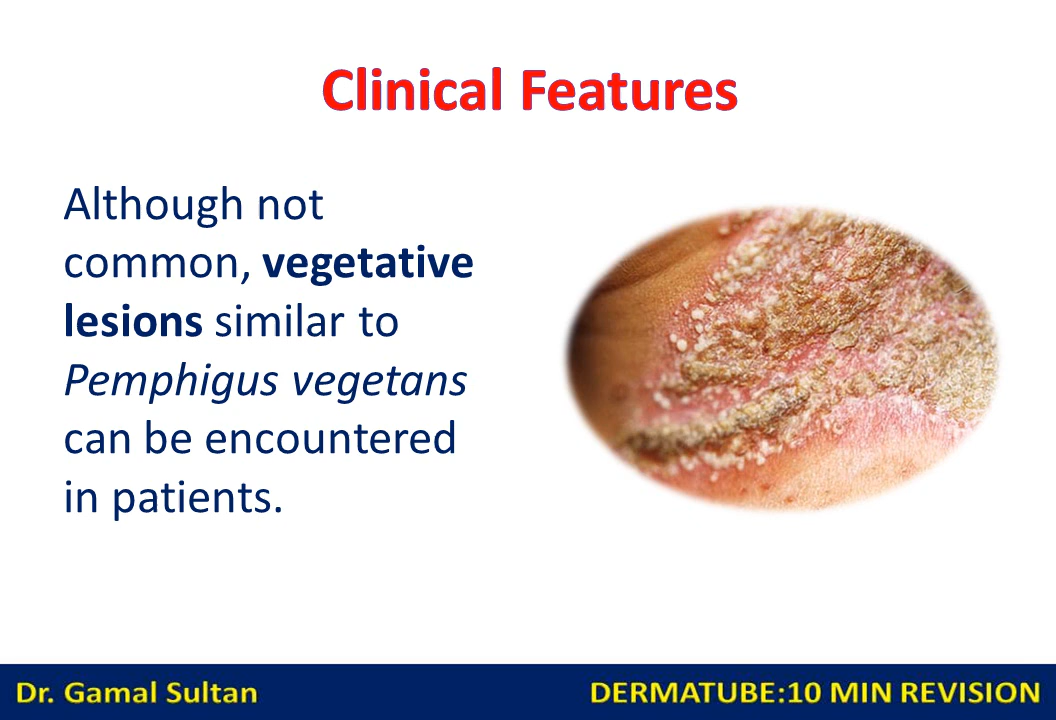 Clinical Features
Although not
common, vegetative
lesions similar to
Pemphigus vegetans
can be encountered
in patients.
Dr. Gamal Sultan
DERMATUBE:10 MIN REVISION